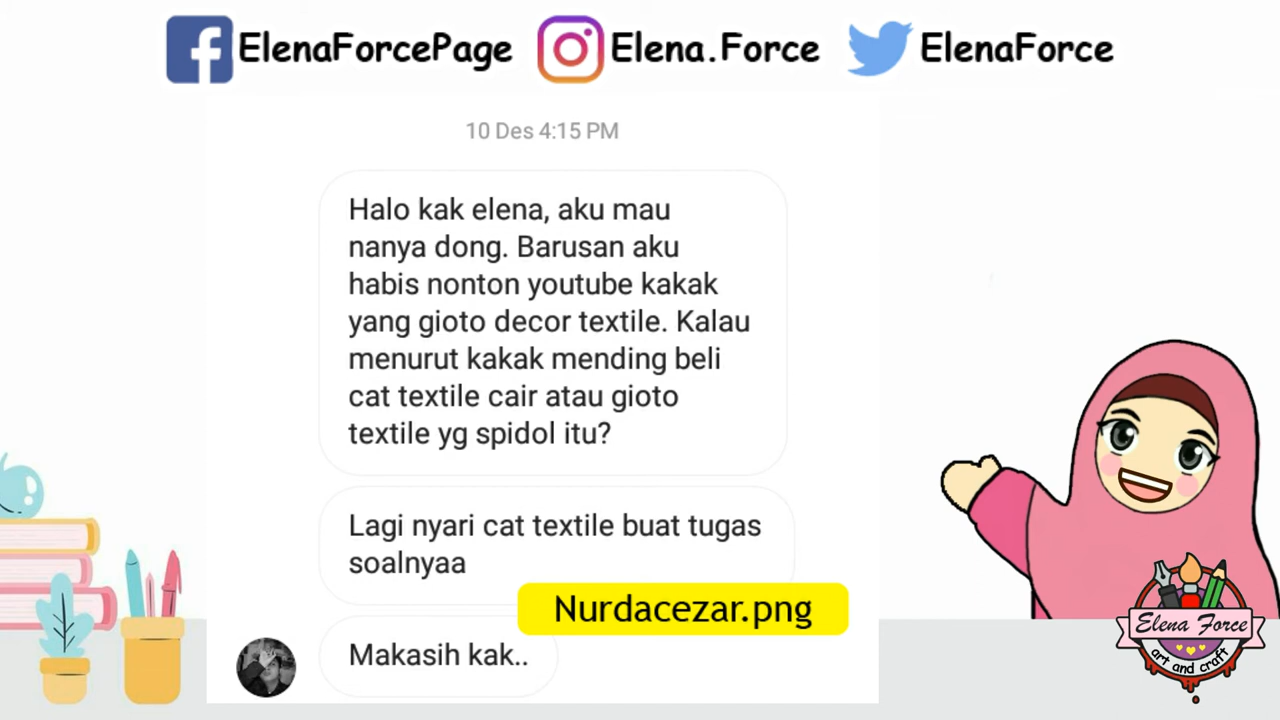 ElenaForcePage Elena.Force ElenaForce
10 Des 4:15 PM
Halo kak elena, aku mau
nanya dong. Barusan aku
habis nonton youtube kakak
yang gioto decor textile. Kalau
menurut kakak mending beli
cat textile cair atau gioto
textile yg spidol itu?
Lagi nyari cat textile buat tugas
soalnyaa
Nurdacezar.png
Makasih kak..
Elena Force
art and craft